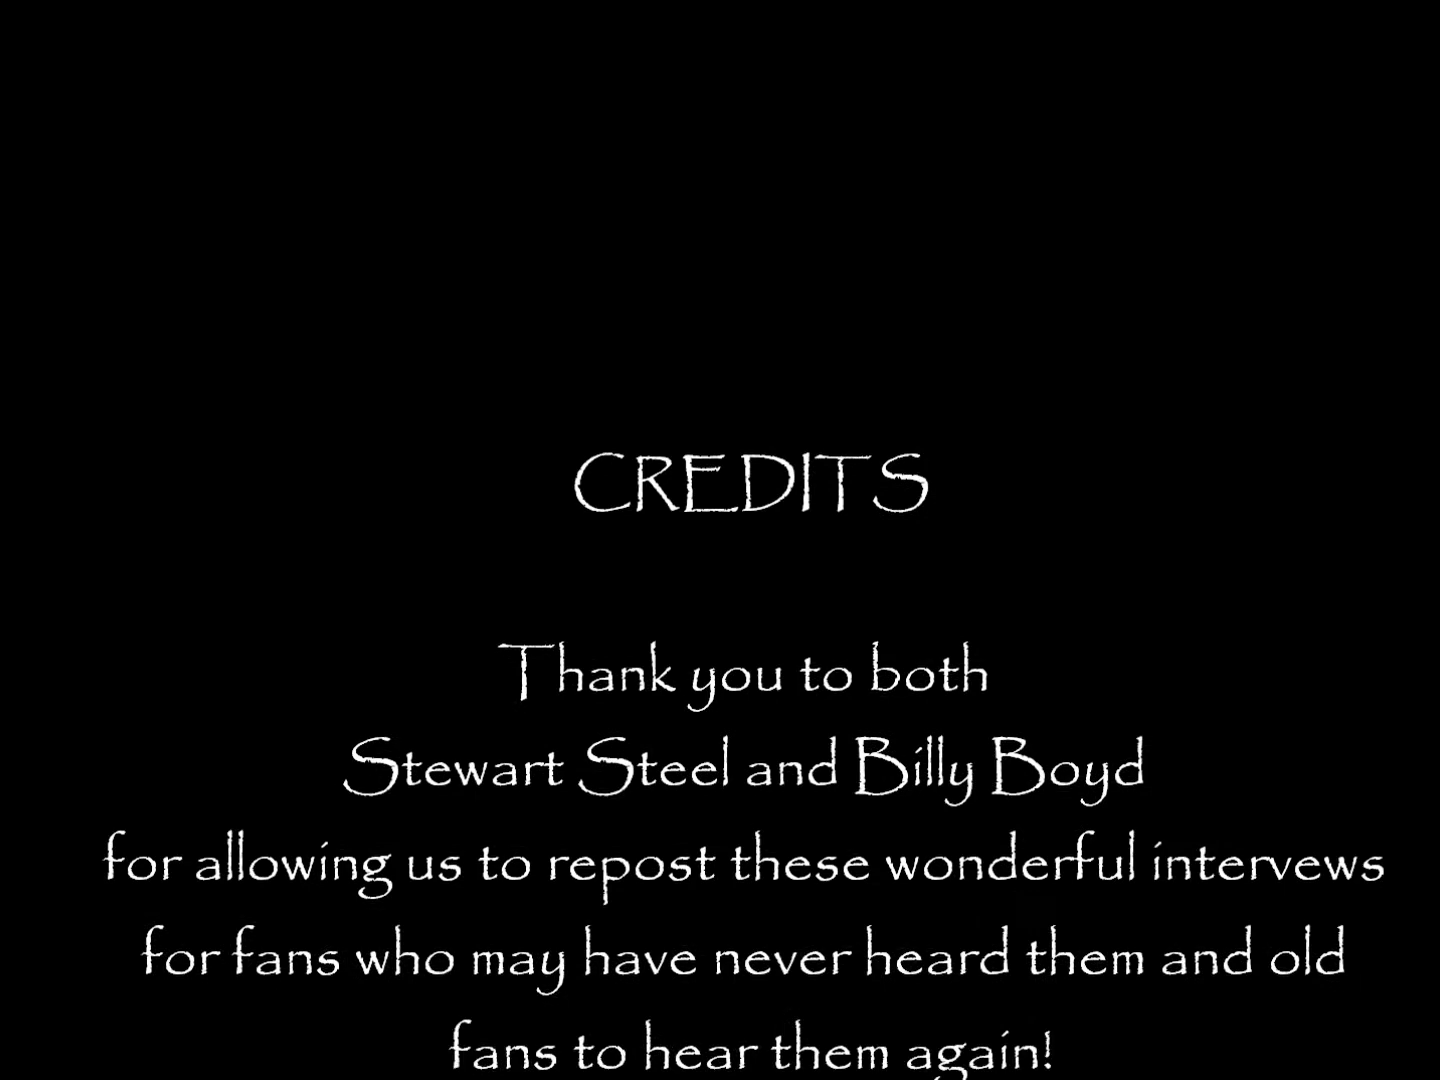 CREDITS
Thank you to both
Stewart Steel and Billy Boyd
for allowing us to repost these wonderful intervews
for fans who may have never heard them and old
fans to hear them again!